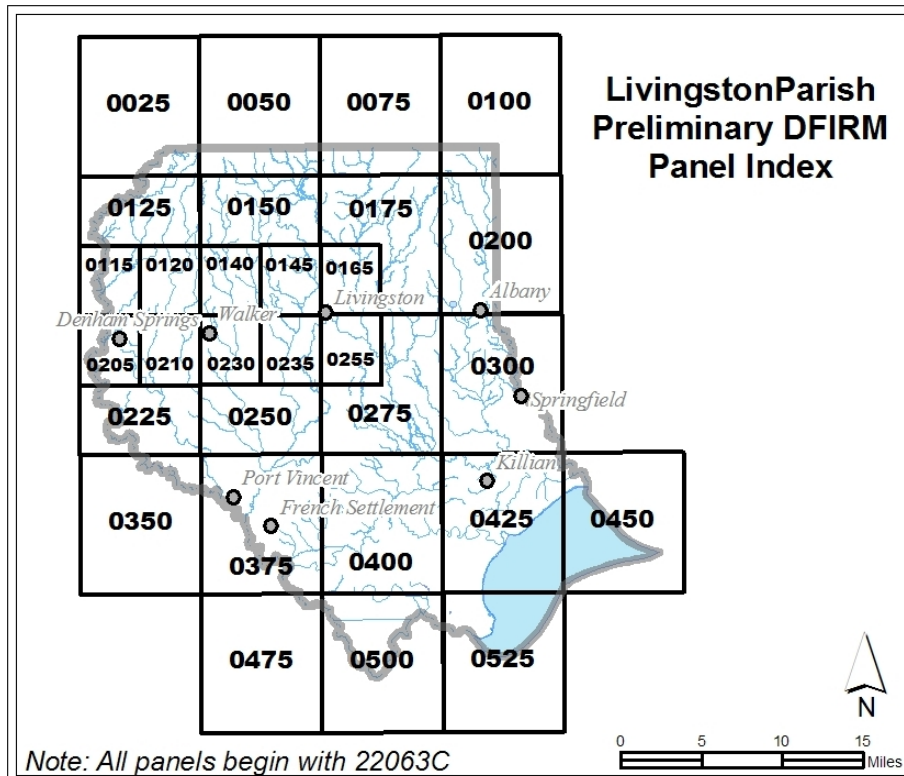 LivingstonParish
Preliminary DFIRM
Panel Index
0025 0050 0075 0100
0125 0150 0175 0200
0115 0120 0140 0145 0165
Denham Springs Walker Livingston Albany
0205 0210 0230 0235 0255 0300
0225 0250 0275 Springfield
Port Vincent Killian
French Settlement
0350 0425 0450
0375 0400
0475 0500 0525
N
0 5 10 15
Miles
Note: All panels begin with 22063C